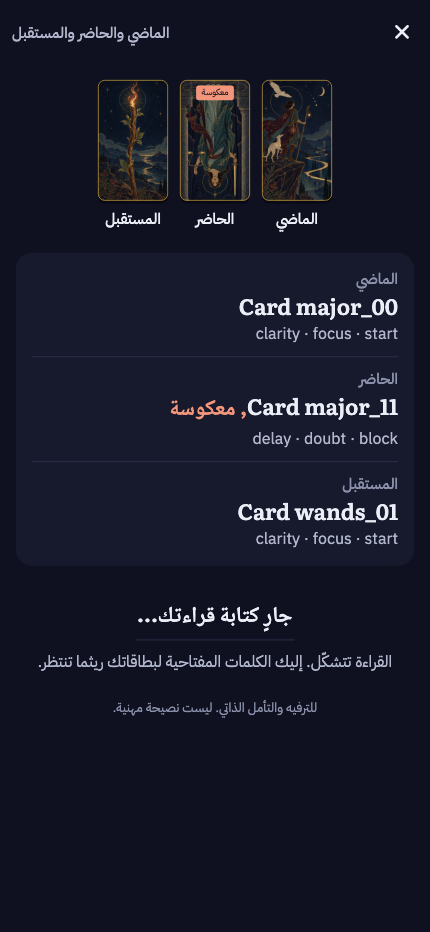 الماضي والحاضر والمستقبل
معكوسة
الماضي
الحاضر
المستقبل
الماضي
Card major_00
clarity · focus · start
الحاضر
Card major_11, معكوسة
delay · doubt · block
المستقبل
Card wands_01
clarity · focus · start
جارٍ كتابة قراءتك...
القراءة تتشكّل. إليك الكلمات المفتاحية لبطاقاتك ريثما تنتظر.
للترفيه والتأمل الذاتي. ليست نصيحة مهنية.